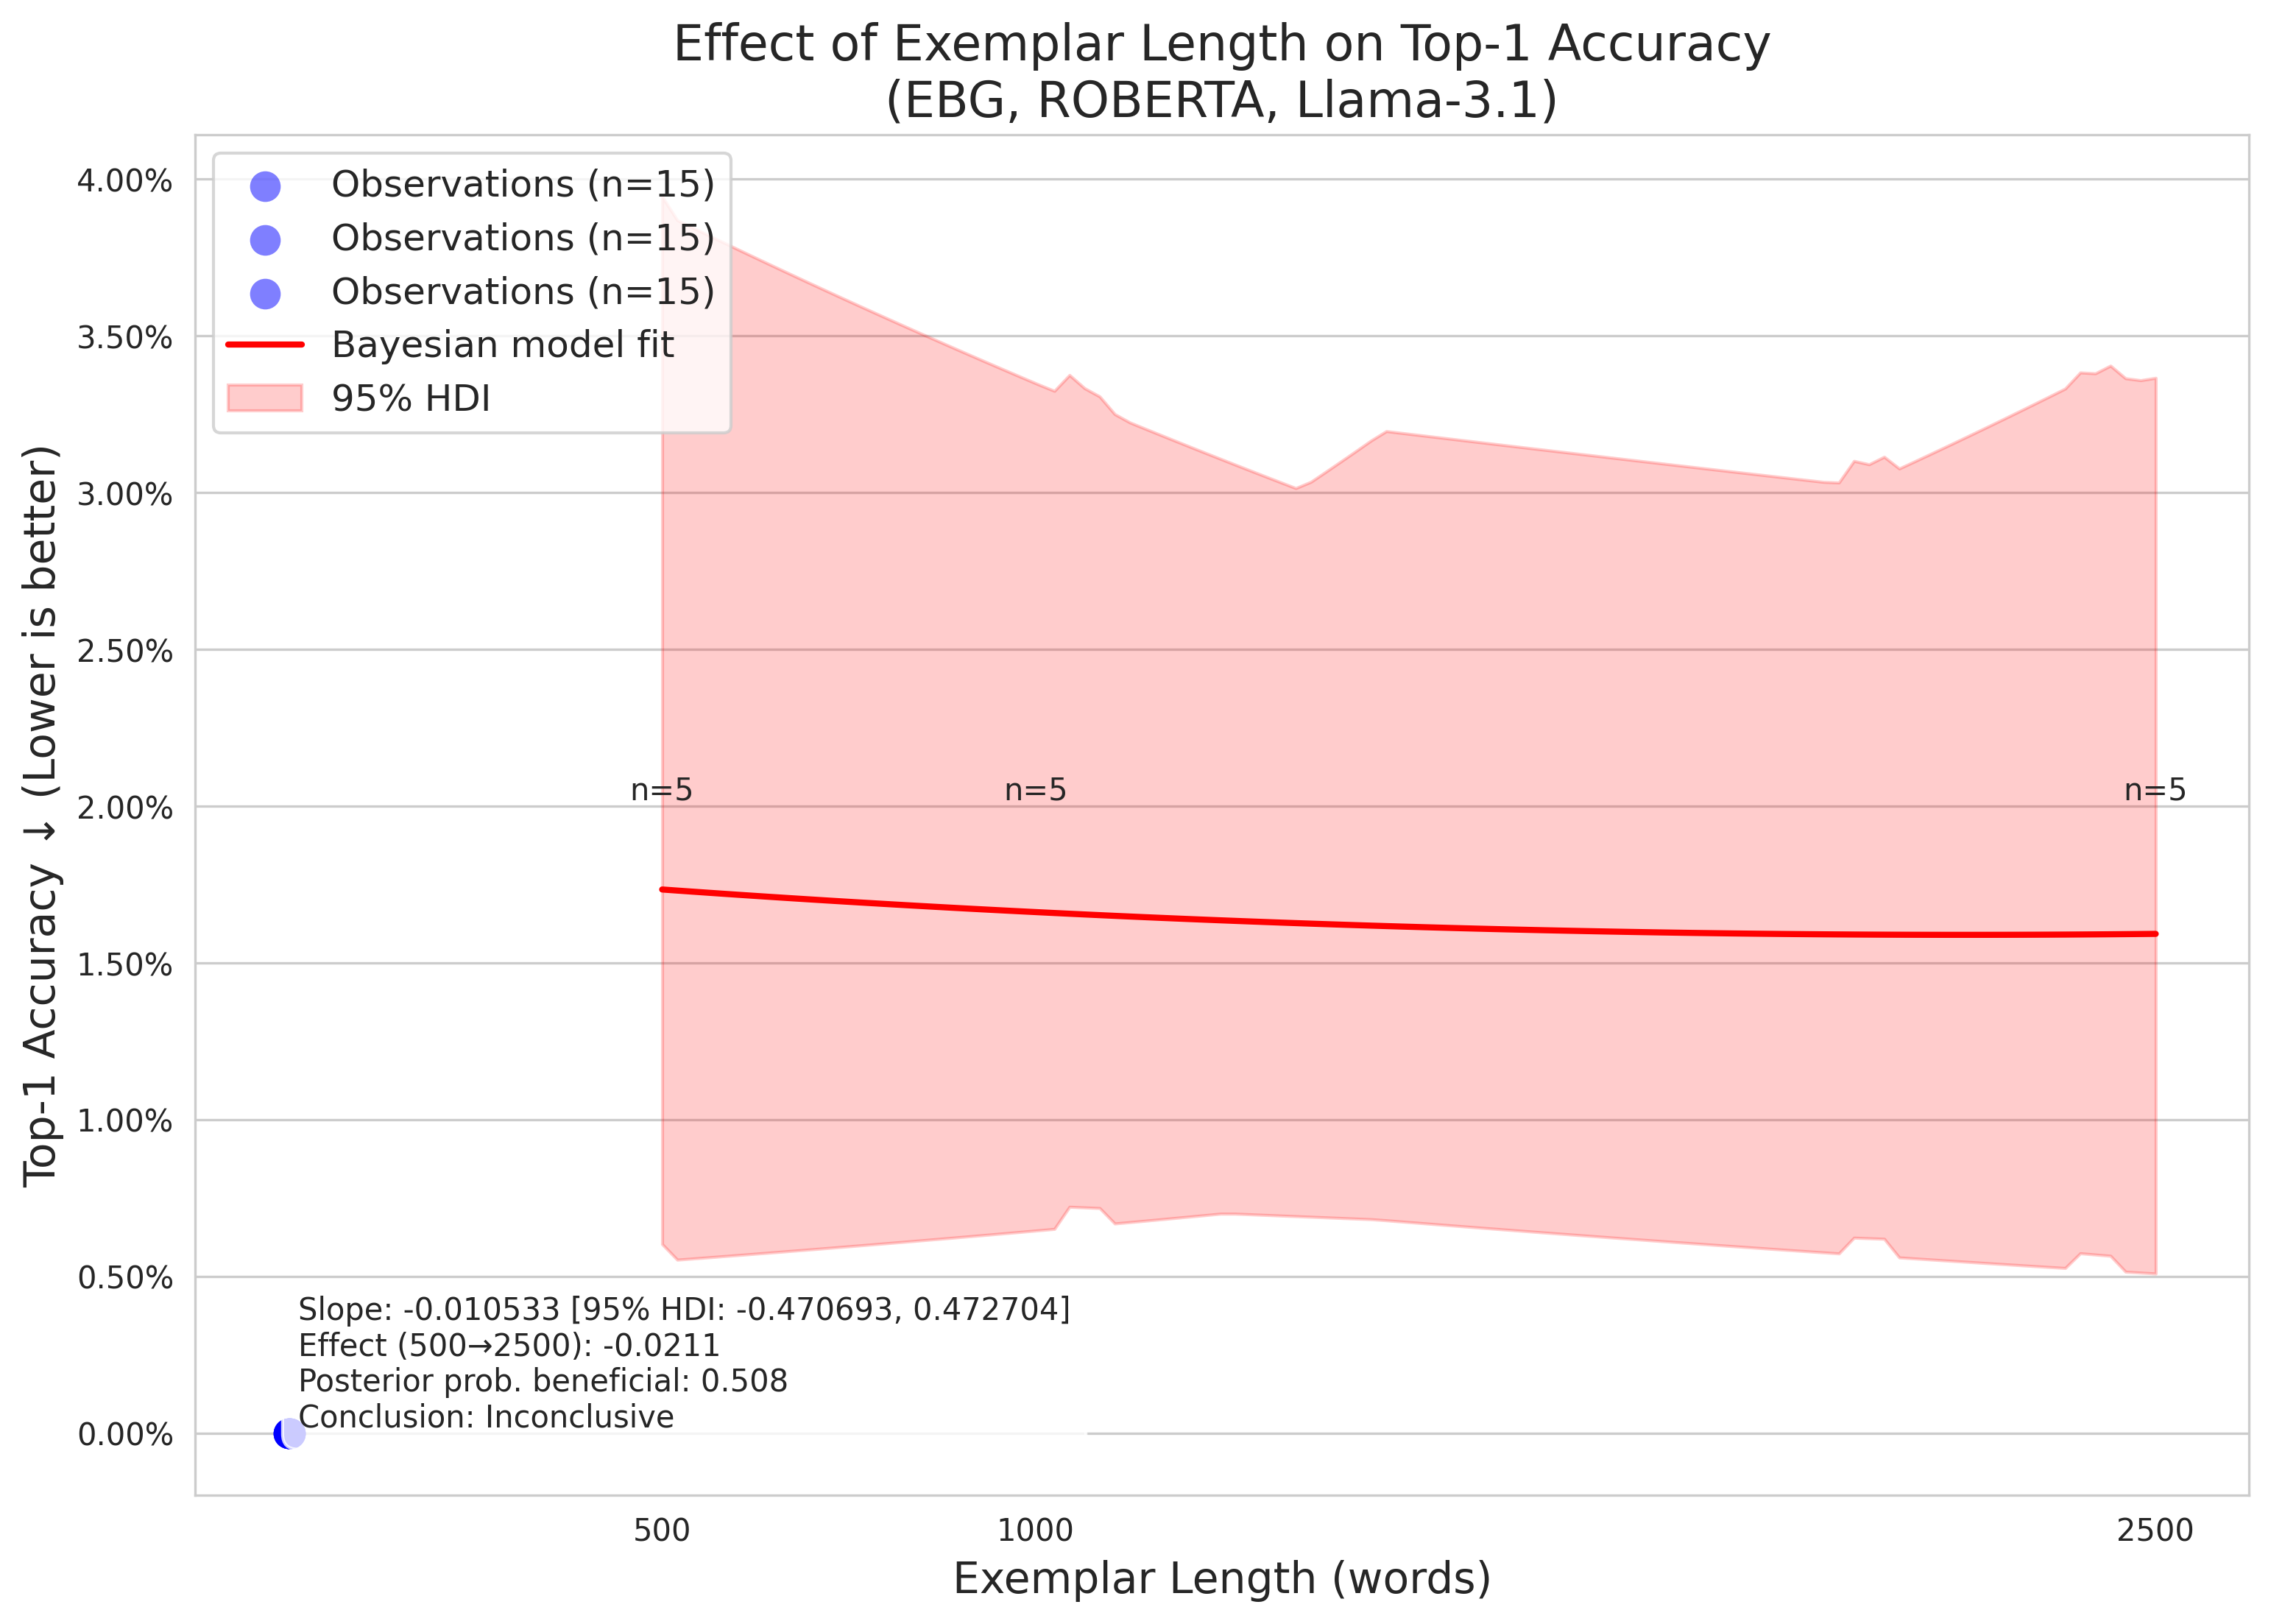 Effect of Exemplar Length on Top-1 Accuracy
(EBG, ROBERTA, Llama-3.1)
Observations (n=15)
Observations (n=15)
Observations (n=15)
Bayesian model fit
95% HDI
4.00%
3.50%
3.00%
2.50%
2.00%
1.50%
1.00%
0.50%
0.00%
Top-1 Accuracy ↓ (Lower is better)
n=5
n=5
n=5
Slope: -0.010533 [95% HDI: -0.470693, 0.472704]
Effect (500→2500): -0.0211
Posterior prob. beneficial: 0.508
Conclusion: Inconclusive
500
1000
2500
Exemplar Length (words)